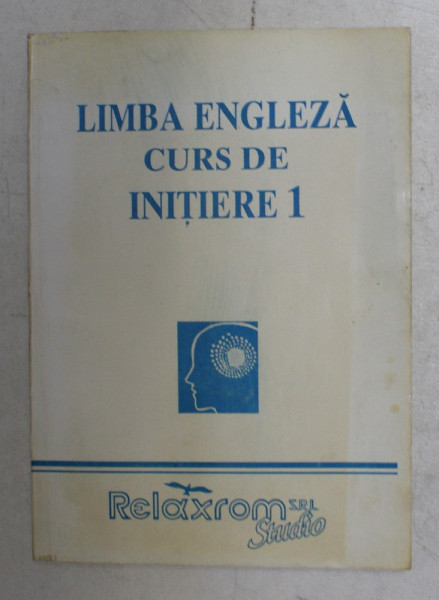 LIMBA ENGLEZĂ
CURS DE
INIȚIERE 1
Relaxrom S.R.L.
Studio